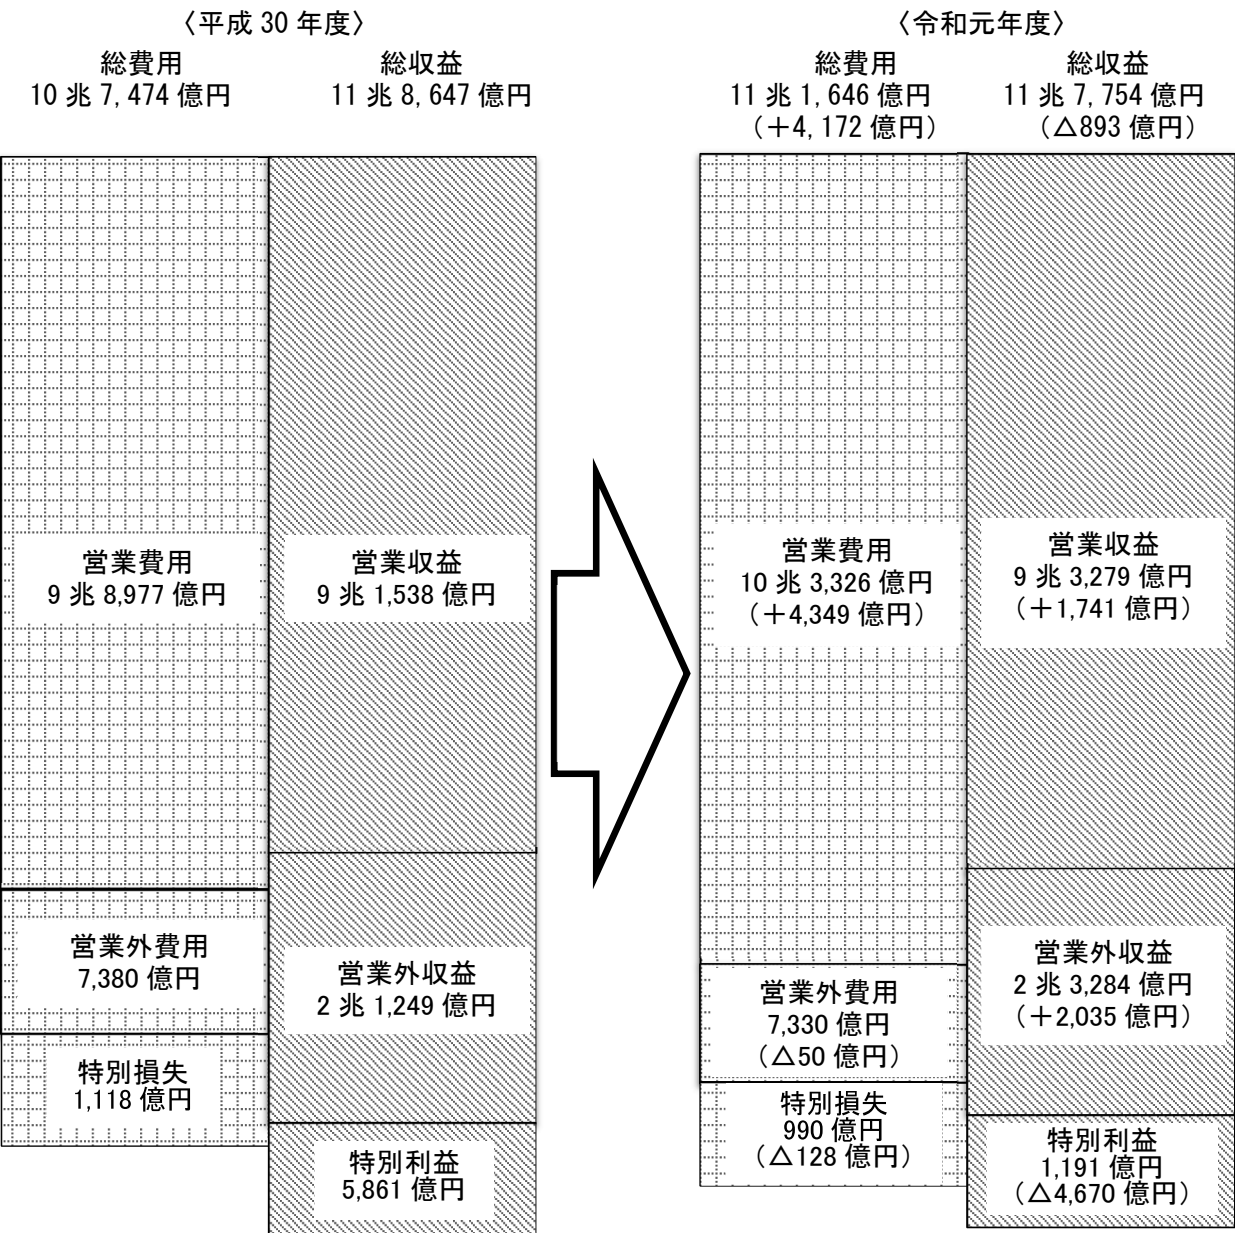 〈平成 30 年度〉
総費用
10 兆 7,474 億円
総収益
11 兆 8,647 億円
営業費用
9 兆 8,977 億円
営業収益
9 兆 1,538 億円
営業外費用
7,380 億円
営業外収益
2 兆 1,249 億円
特別損失
1,118 億円
特別利益
5,861 億円
〈令和元年度〉
総費用
11 兆 1,646 億円
(＋4,172 億円)
総収益
11 兆 7,754 億円
(△893 億円)
営業費用
10 兆 3,326 億円
(＋4,349 億円)
営業収益
9 兆 3,279 億円
(＋1,741 億円)
営業外費用
7,330 億円
(△50 億円)
営業外収益
2 兆 3,284 億円
(＋2,035 億円)
特別損失
990 億円
(△128 億円)
特別利益
1,191 億円
(△4,670 億円)